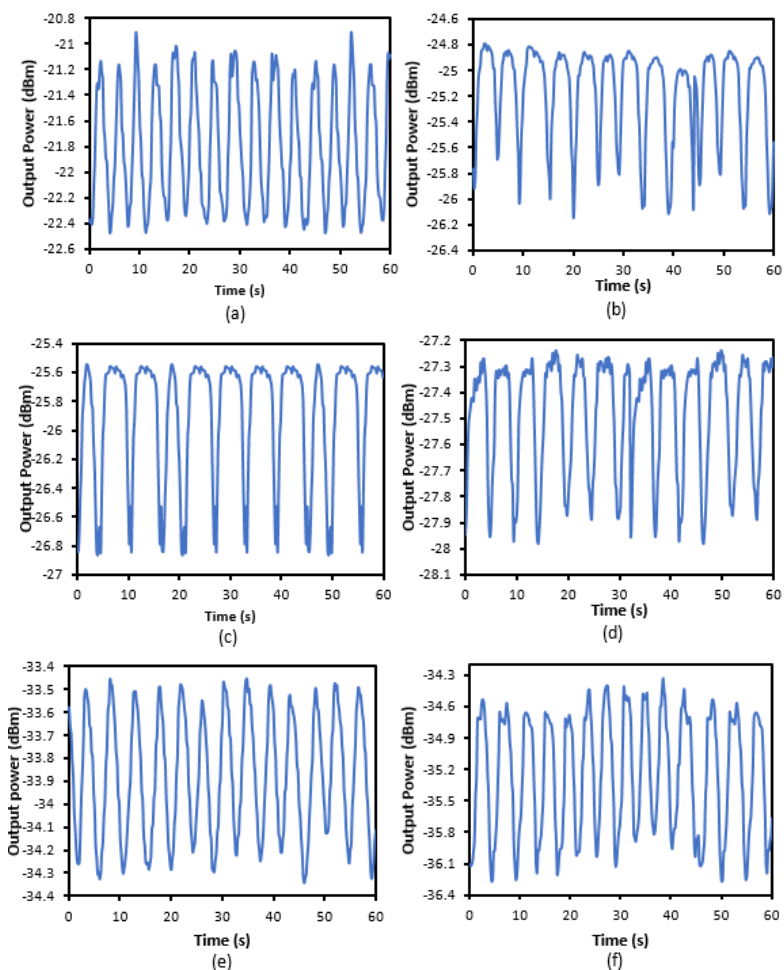 Output Power (dBm)
-20.8
-21
-21.2
-21.4
-21.6
-21.8
-22
-22.2
-22.4
-22.6
0 10 20 30 40 50 60
Time (s)
(a)
Output Power (dBm)
-24.6
-24.8
-25
-25.2
-25.4
-25.6
-25.8
-26
-26.2
-26.4
0 10 20 30 40 50 60
Time (s)
(b)
Output Power (dBm)
-25.4
-25.6
-25.8
-26
-26.2
-26.4
-26.6
-26.8
-27
0 10 20 30 40 50 60
Time (s)
(c)
Output Power (dBm)
-27.2
-27.3
-27.4
-27.5
-27.6
-27.7
-27.8
-27.9
-28
-28.1
0 10 20 30 40 50 60
Time (s)
(d)
Output power (dBm)
-33.4
-33.5
-33.6
-33.7
-33.8
-33.9
-34
-34.1
-34.2
-34.3
-34.4
0 10 20 30 40 50 60
Time (s)
(e)
Output Power (dBm)
-34.3
-34.6
-34.9
-35.2
-35.5
-35.8
-36.1
-36.4
0 10 20 30 40 50 60
Time (s)
(f)